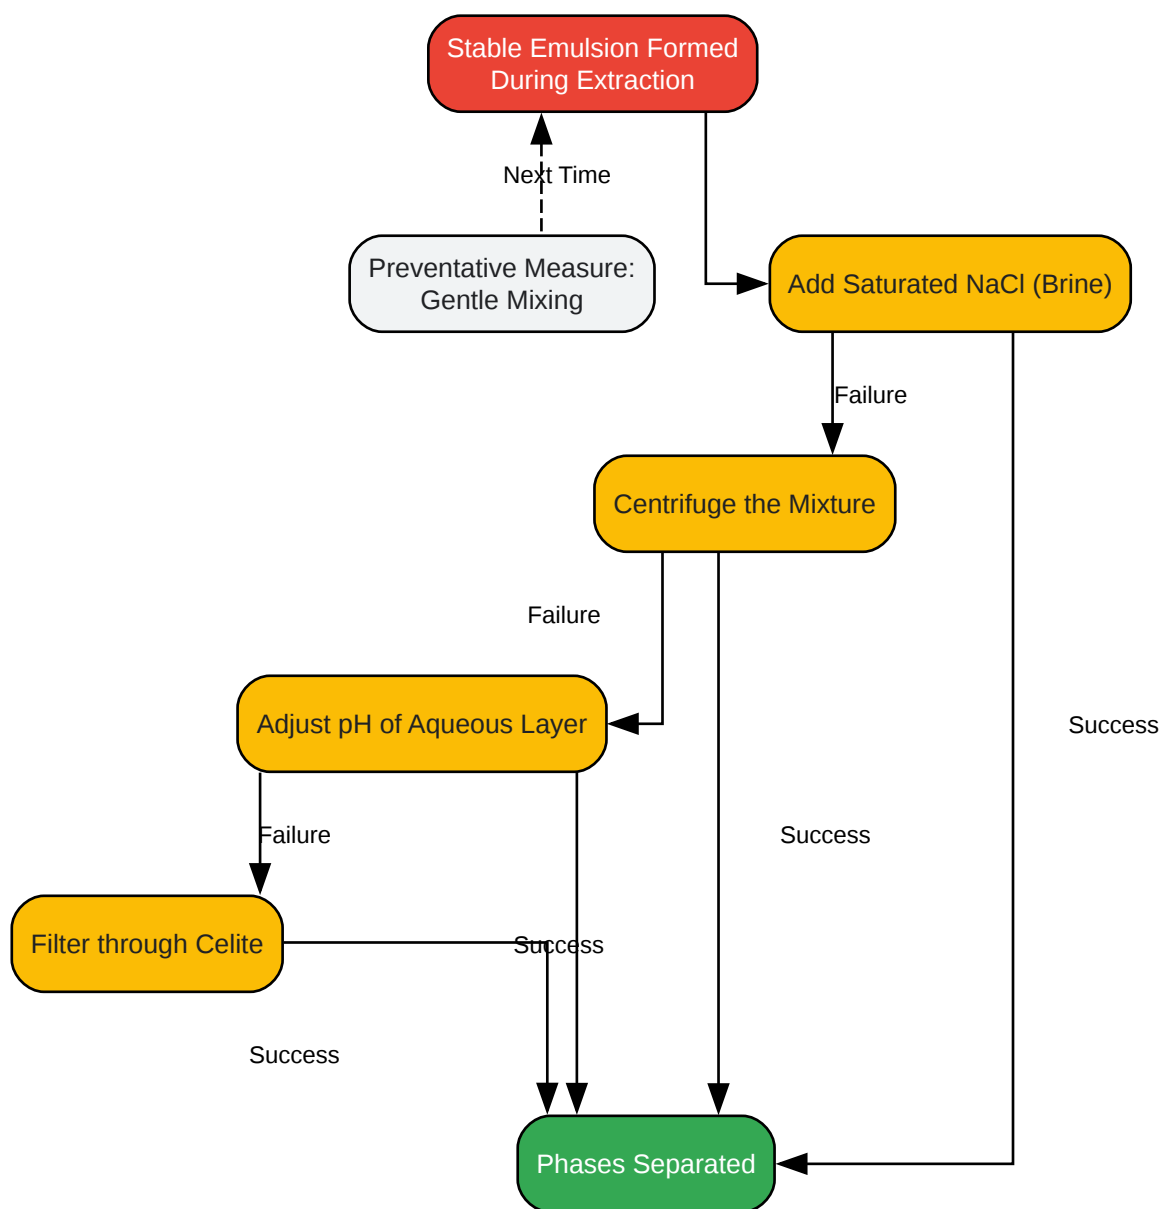 Stable Emulsion Formed
During Extraction
Next Time
Preventative Measure:
Gentle Mixing
Add Saturated NaCl (Brine)
Failure
Centrifuge the Mixture
Failure
Adjust pH of Aqueous Layer
Success
Failure
Success
Filter through Celite
Success
Success
Phases Separated